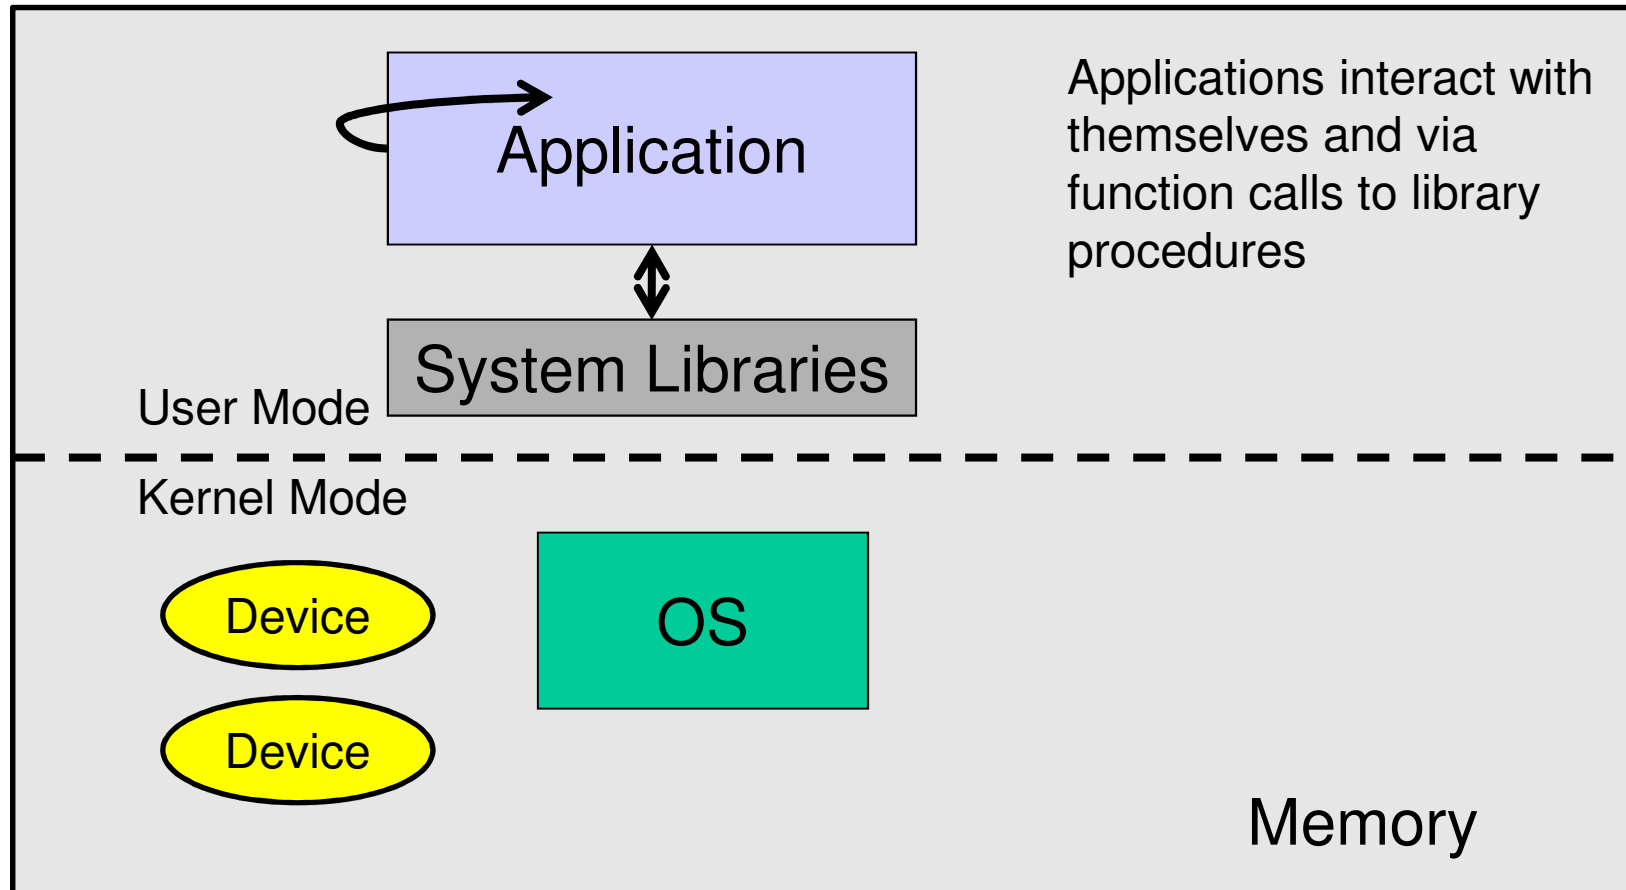 Application
Applications interact with
themselves and via
function calls to library
procedures
System Libraries
User Mode
Kernel Mode
Device
OS
Device
Memory